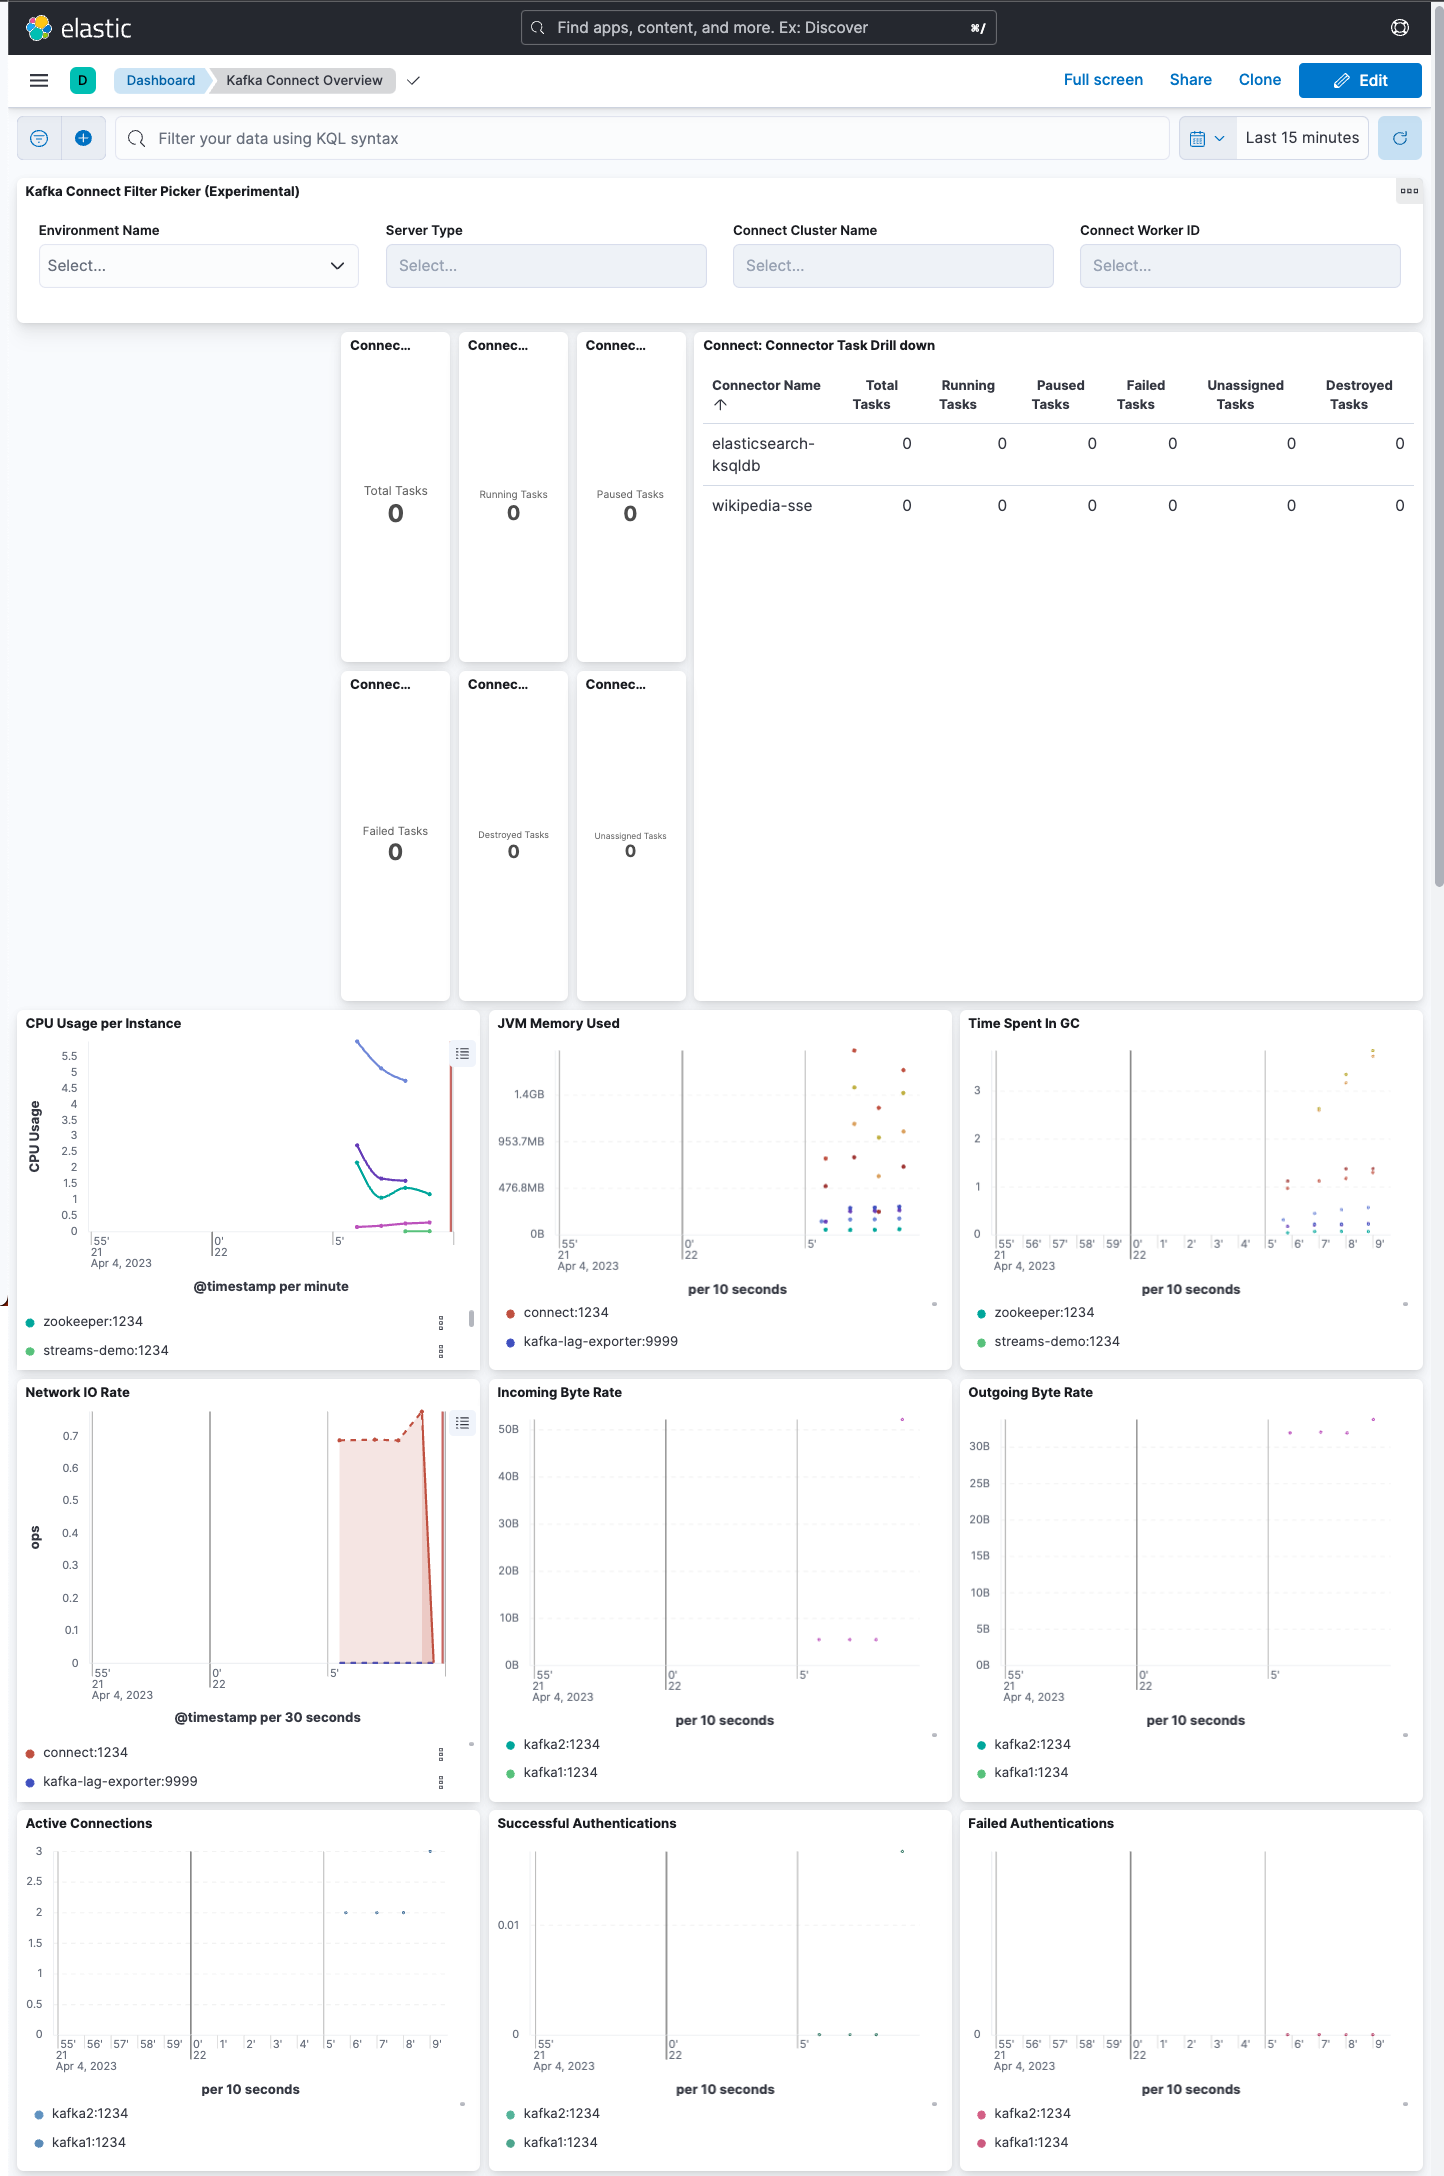 elastic
Find apps, content, and more. Ex: Discover
⌘/
D
Dashboard
Kafka Connect Overview
Full screen
Share
Clone
Edit
Filter your data using KQL syntax
Last 15 minutes
Kafka Connect Filter Picker (Experimental)
Environment Name
Server Type
Connect Cluster Name
Connect Worker ID
Select...
Select...
Select...
Select...
Connec...
Total Tasks
0
Connec...
Running Tasks
0
Connec...
Paused Tasks
0
Connect: Connector Task Drill down
Connector Name Total Tasks Running Tasks Paused Tasks Failed Tasks Unassigned Tasks Destroyed Tasks
elasticsearch-
ksqldb 0 0 0 0 0 0
wikipedia-sse 0 0 0 0 0 0
Connec...
Failed Tasks
0
Connec...
Destroyed Tasks
0
Connec...
Unassigned Tasks
0
CPU Usage per Instance
CPU Usage
5.5
5
4.5
4
3.5
3
2.5
2
1.5
1
0.5
0
55' 0' 5'
21 22
Apr 4, 2023
@timestamp per minute
zookeeper:1234
streams-demo:1234
JVM Memory Used
1.4GB
953.7MB
476.8MB
0B
55' 0' 5'
21 22
Apr 4, 2023
per 10 seconds
connect:1234
kafka-lag-exporter:9999
Time Spent In GC
3
2
1
0
55' 56' 57' 58' 59' 0' 1' 2' 3' 4' 5' 6' 7' 8' 9'
21 22
Apr 4, 2023
per 10 seconds
zookeeper:1234
streams-demo:1234
Network IO Rate
ops
0.7
0.6
0.5
0.4
0.3
0.2
0.1
0
55' 0' 5'
21 22
Apr 4, 2023
@timestamp per 30 seconds
connect:1234
kafka-lag-exporter:9999
Incoming Byte Rate
50B
40B
30B
20B
10B
0B
55' 0' 5'
21 22
Apr 4, 2023
per 10 seconds
kafka2:1234
kafka1:1234
Outgoing Byte Rate
30B
25B
20B
15B
10B
5B
0B
55' 0' 5'
21 22
Apr 4, 2023
per 10 seconds
kafka2:1234
kafka1:1234
Active Connections
3
2.5
2
1.5
1
0.5
0
55' 56' 57' 58' 59' 0' 1' 2' 3' 4' 5' 6' 7' 8' 9'
21 22
Apr 4, 2023
per 10 seconds
kafka2:1234
kafka1:1234
Successful Authentications
0.01
0
55' 0' 5'
21 22
Apr 4, 2023
per 10 seconds
kafka2:1234
kafka1:1234
Failed Authentications
0
55' 56' 57' 58' 59' 0' 1' 2' 3' 4' 5' 6' 7' 8' 9'
21 22
Apr 4, 2023
per 10 seconds
kafka2:1234
kafka1:1234